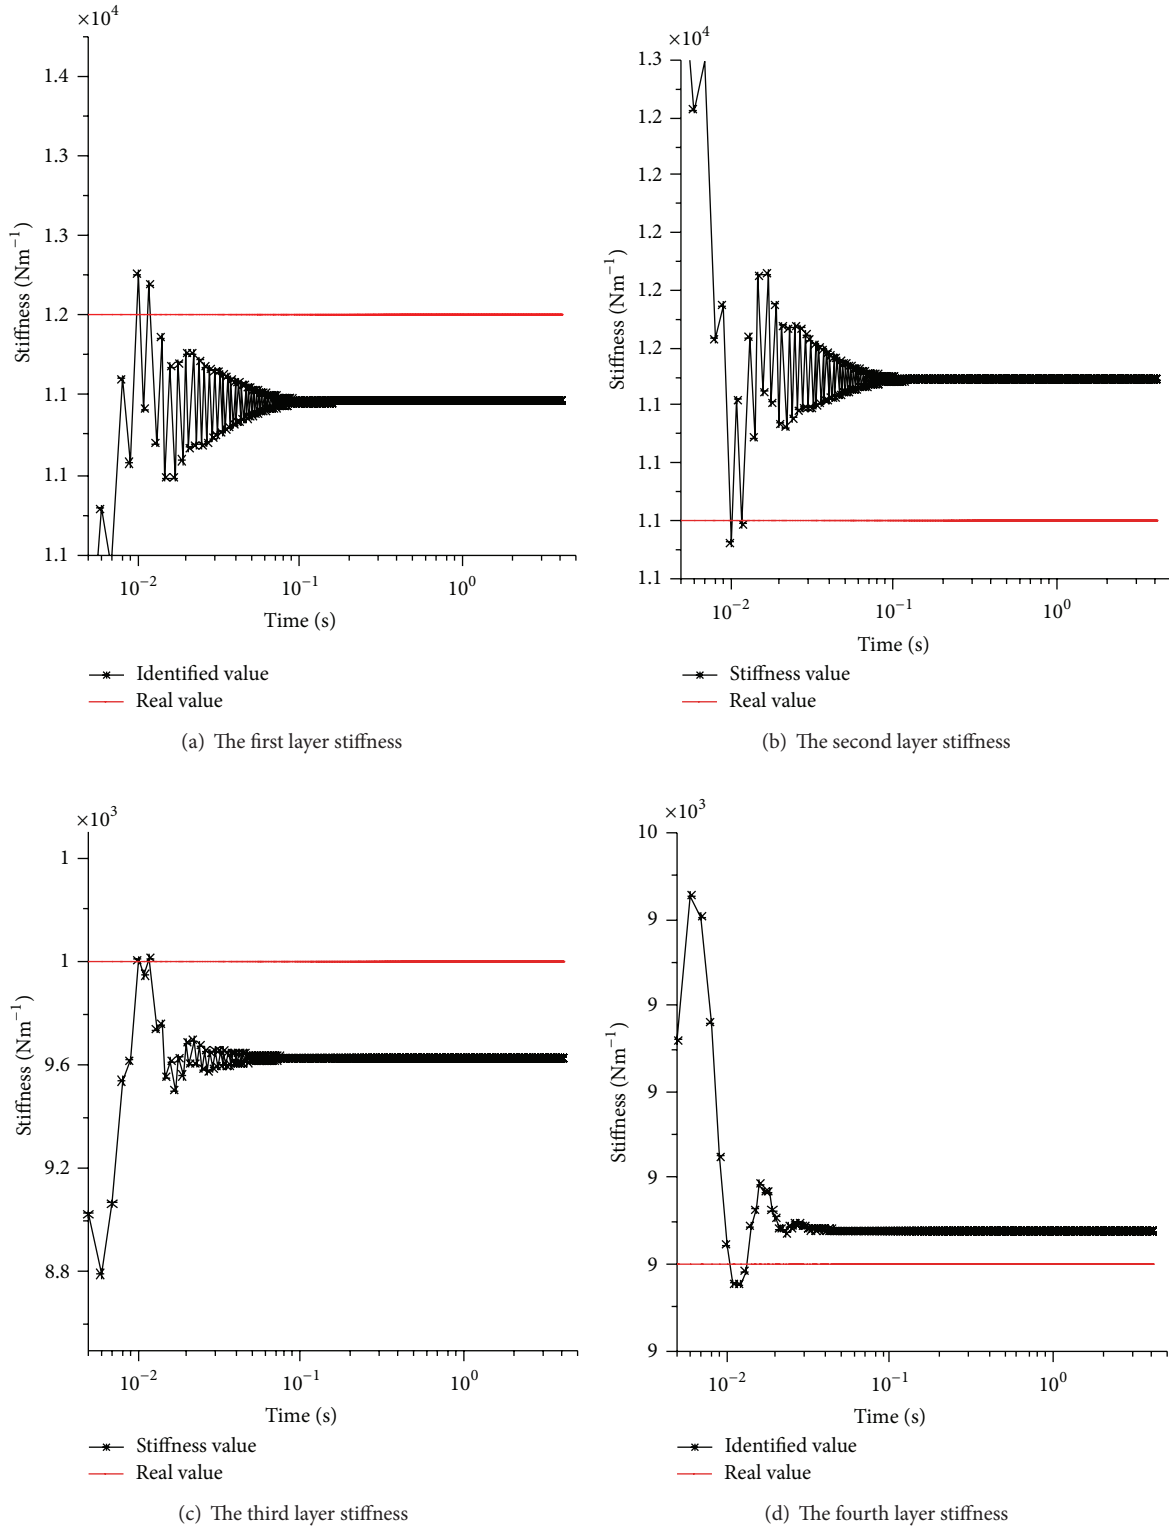 ×10⁴
1.4
1.3
1.3
1.2
1.1
1.1
1.1
Stiffness (Nm⁻¹)
10⁻² 10⁻¹ 10⁰
Time (s)
Identified value
Real value
(a) The first layer stiffness
×10⁴
1.3
1.2
1.2
1.2
1.2
1.2
1.1
1.1
1.1
1.1
Stiffness (Nm⁻¹)
10⁻² 10⁻¹ 10⁰
Time (s)
Stiffness value
Real value
(b) The second layer stiffness
×10³
1
1
9.6
9.2
8.8
Stiffness (Nm⁻¹)
10⁻² 10⁻¹ 10⁰
Time (s)
Stiffness value
Real value
(c) The third layer stiffness
×10³
10
9
9
9
9
9
9
Stiffness (Nm⁻¹)
10⁻² 10⁻¹ 10⁰
Time (s)
Identified value
Real value
(d) The fourth layer stiffness